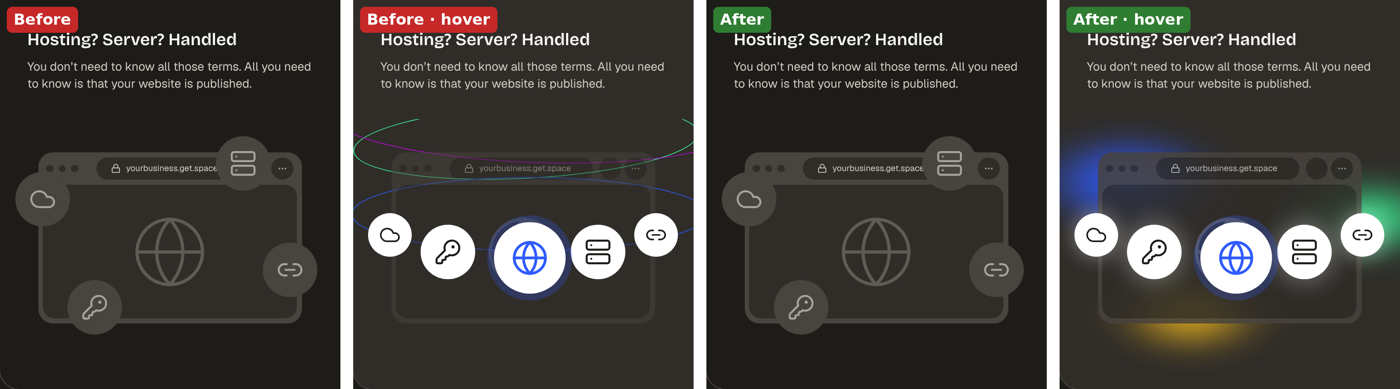 Before
Hosting? Server? Handled
You don't need to know all those terms. All you need
to know is that your website is published.
yourbusiness.get.space
Before · hover
Hosting? Server? Handled
You don't need to know all those terms. All you need
to know is that your website is published.
yourbusiness.get.space
After
Hosting? Server? Handled
You don't need to know all those terms. All you need
to know is that your website is published.
yourbusiness.get.space
After · hover
Hosting? Server? Handled
You don't need to know all those terms. All you need
to know is that your website is published.
yourbusiness.get.space